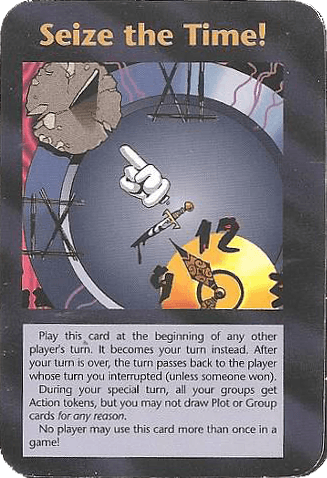 Seize the Time!
12
Play this card at the beginning of any other
player's turn. It becomes your turn instead. After
your turn is over, the turn passes back to the player
whose turn you interrupted (unless someone won).
During your special turn, all your groups get
Action tokens, but you may not draw Plot or Group
cards for any reason.
No player may use this card more than once in a
game!